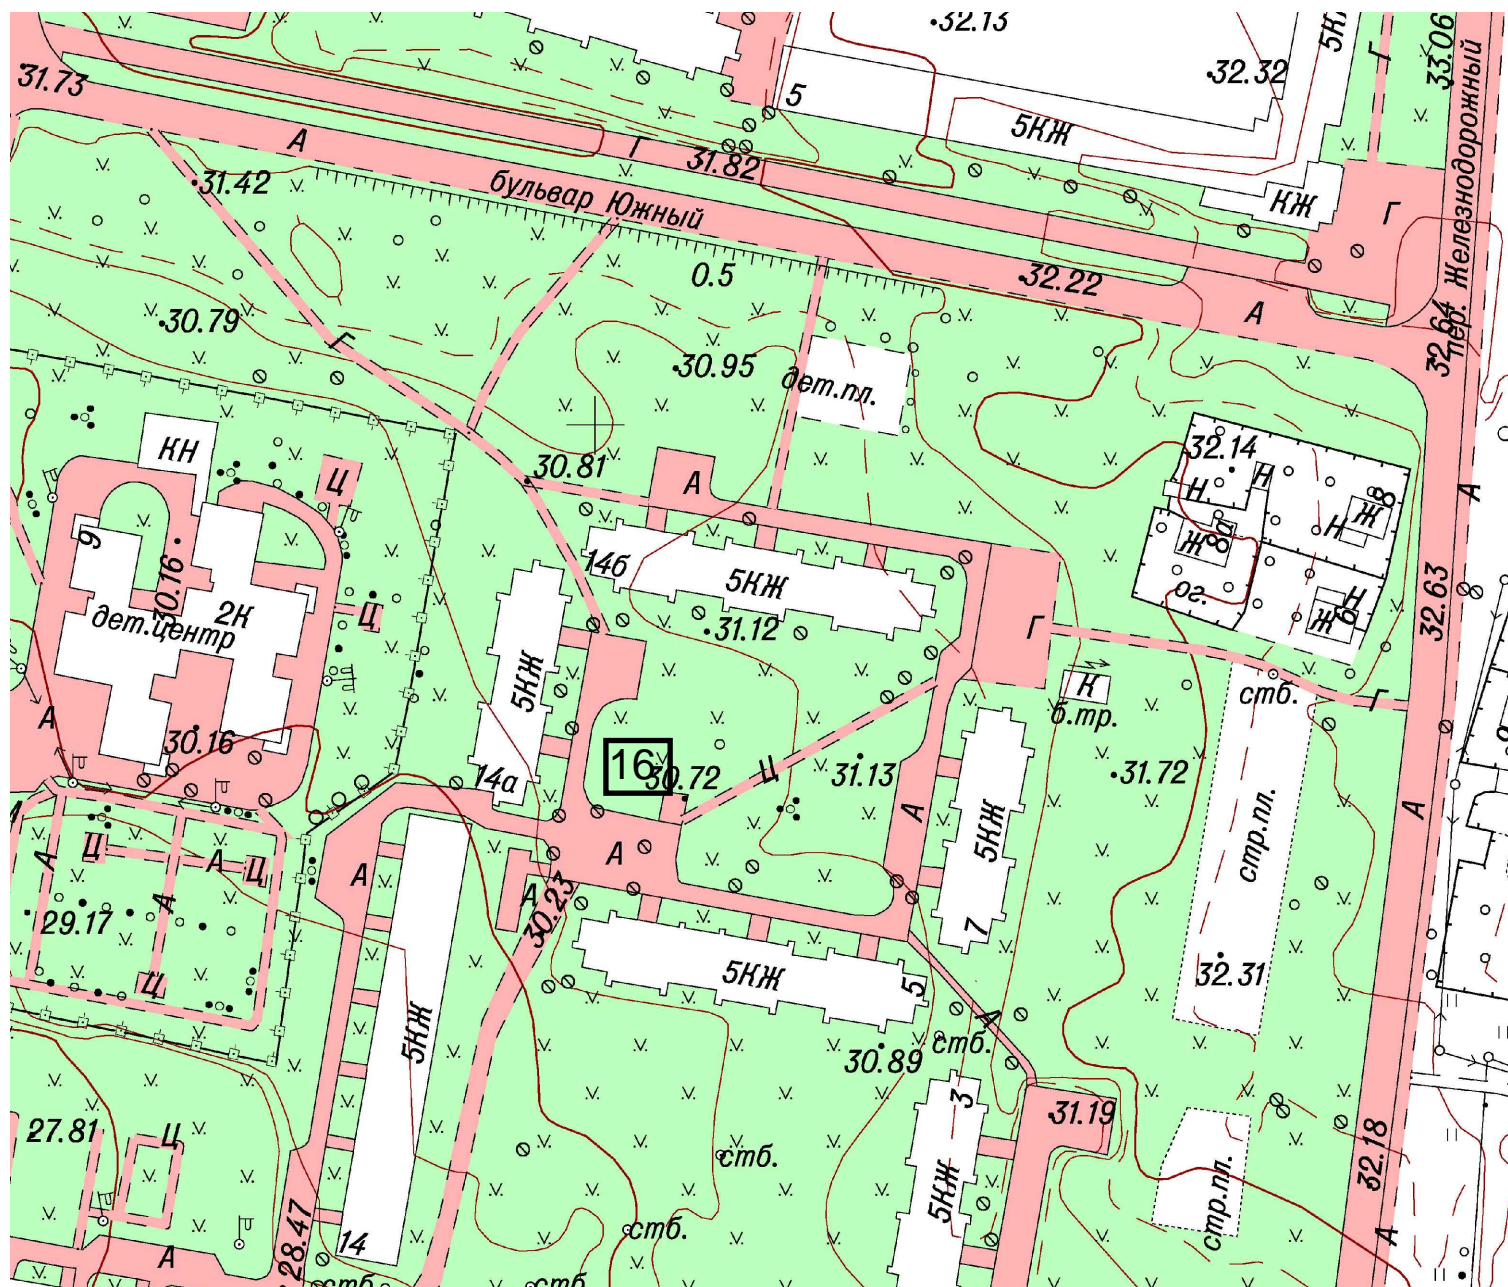 32.13
5КЖ
33.06
31.73
32.32
5
5КЖ
А
Г
31.82
Г
Железнодорожный
пер.
31.42
бульвар Южный
КЖ
Г
0.5
32.22
А
32.64
30.79
Г
30.95
дет.пл.
КН
Ц
30.81
А
32.14
Н
Н
Ж
8
Н
А
9
14б
5КЖ
Ж
8а
30.16
2К
дет.центр
Ц
ог.
Н
Ж
6
32.63
31.12
Г
5КЖ
К
б.тр.
стб.
Г
А
30.16
16
30.72
Ц
31.13
31.72
14а
А
А
5КЖ
стр.пл.
А
Ц
А
Ц
А
А
А
А
30.23
29.17
Ц
7
5КЖ
5
32.31
5КЖ
А
стб.
30.89
3
31.19
27.81
Ц
стб.
5КЖ
32.18
стр.пл.
28.47
14
стб.
А
А
стб.
стб.